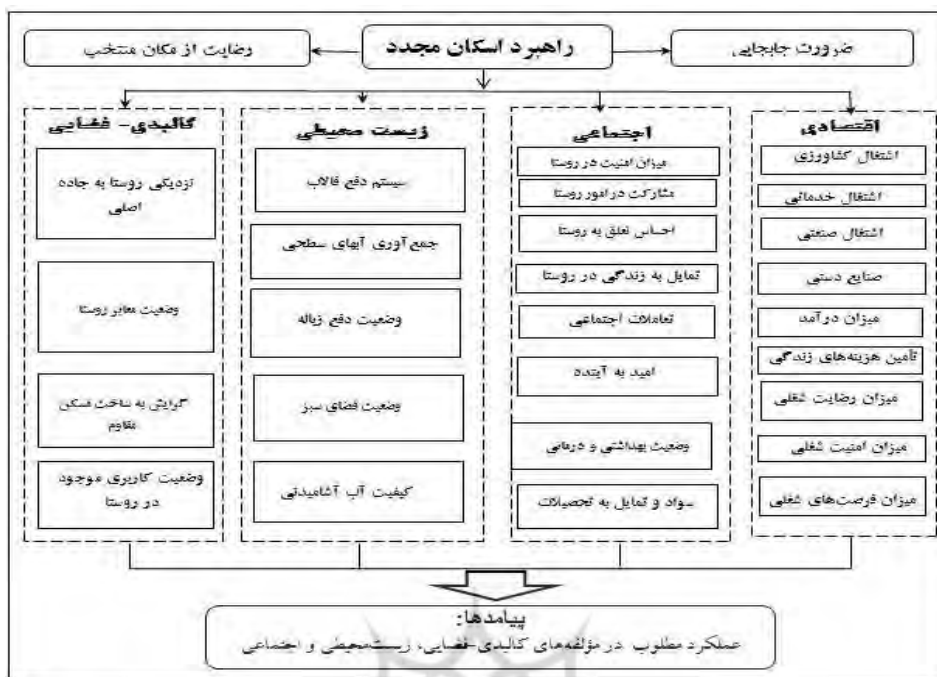 راهبرد اسکان مجدد
ضرورت جابجایی
رضایت از مکان منتخب
اقتصادی
اشتغال کشاورزی
اشتغال خدماتی
اشتغال صنعتی
صنایع دستی
میزان درآمد
تأمین هزینه‌های زندگی
میزان رضایت شغلی
میزان امنیت شغلی
میزان فرصت‌های شغلی
اجتماعی
میزان امنیت در روستا
مشارکت در امور روستا
احساس تعلق به روستا
تمایل به زندگی در روستا
تعاملات اجتماعی
امید به آینده
وضعیت بهداشتی و درمانی
سواد و تمایل به تحصیلات
زیست محیطی
سیستم دفع فاضلاب
جمع آوری آبهای سطحی
وضعیت دفع زباله
وضعیت فضای سبز
کیفیت آب آشامیدنی
کالبدی- فضایی
نزدیکی روستا به جاده
اصلی
وضعیت معابر روستا
گرایش به ساخت مسکن
مقاوم
وضعیت کاربری موجود
در روستا
پیامدها:
عملکرد مطلوب در مؤلفه‌های کالبدی-فضایی، زیست‌محیطی و اجتماعی